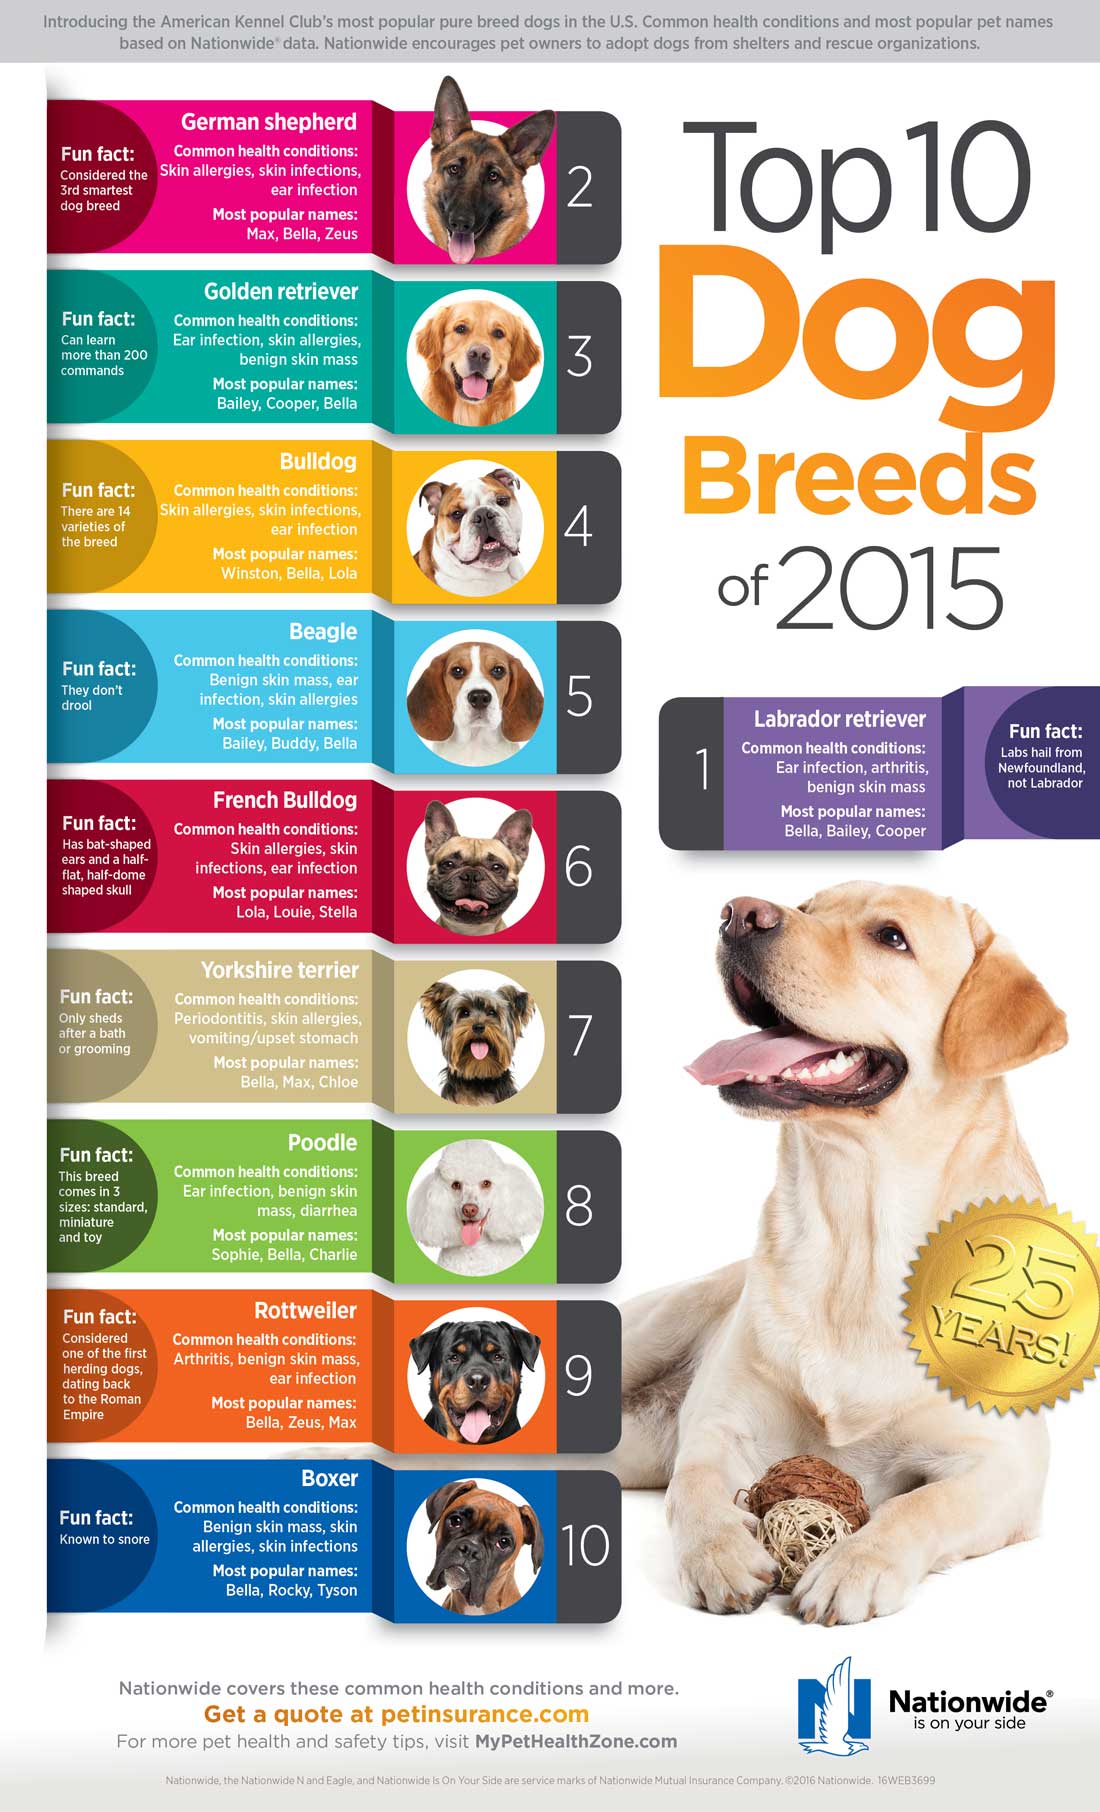 Introducing the American Kennel Club's most popular pure breed dogs in the U.S. Common health conditions and most popular pet names
based on Nationwide® data. Nationwide encourages pet owners to adopt dogs from shelters and rescue organizations.
Top 10
Dog
Breeds
of 2015
1
Labrador retriever
Common health conditions:
Ear infection, arthritis,
benign skin mass
Most popular names:
Bella, Bailey, Cooper
Fun fact:
Labs hail from
Newfoundland,
not Labrador
German shepherd
Common health conditions:
Skin allergies, skin infections,
ear infection
Most popular names:
Max, Bella, Zeus
Fun fact:
Considered the
3rd smartest
dog breed
2
Golden retriever
Common health conditions:
Ear infection, skin allergies,
benign skin mass
Most popular names:
Bailey, Cooper, Bella
Fun fact:
Can learn
more than 200
commands
3
Bulldog
Common health conditions:
Skin allergies, skin infections,
ear infection
Most popular names:
Winston, Bella, Lola
Fun fact:
There are 14
varieties of
the breed
4
Beagle
Common health conditions:
Benign skin mass, ear
infection, skin allergies
Most popular names:
Bailey, Buddy, Bella
Fun fact:
They don't
drool
5
French Bulldog
Common health conditions:
Skin allergies, skin
infections, ear infection
Most popular names:
Lola, Louie, Stella
Fun fact:
Has bat-shaped
ears and a half-
flat, half-dome
shaped skull
6
Yorkshire terrier
Common health conditions:
Periodontitis, skin allergies,
vomiting/upset stomach
Most popular names:
Bella, Max, Chloe
Fun fact:
Only sheds
after a bath
or grooming
7
Poodle
Common health conditions:
Ear infection, benign skin
mass, diarrhea
Most popular names:
Sophie, Bella, Charlie
Fun fact:
This breed
comes in 3
sizes: standard,
miniature
and toy
8
Rottweiler
Common health conditions:
Arthritis, benign skin mass,
ear infection
Most popular names:
Bella, Zeus, Max
Fun fact:
Considered
one of the first
herding dogs,
dating back
to the Roman
Empire
9
Boxer
Common health conditions:
Benign skin mass, skin
allergies, skin infections
Most popular names:
Bella, Rocky, Tyson
Fun fact:
Known to snore
10
25
YEARS!
Nationwide covers these common health conditions and more.
Get a quote at petinsurance.com
For more pet health and safety tips, visit MyPetHealthZone.com
Nationwide®
is on your side
Nationwide, the Nationwide N and Eagle, and Nationwide Is On Your Side are service marks of Nationwide Mutual Insurance Company. ©2016 Nationwide. 16WEB3699